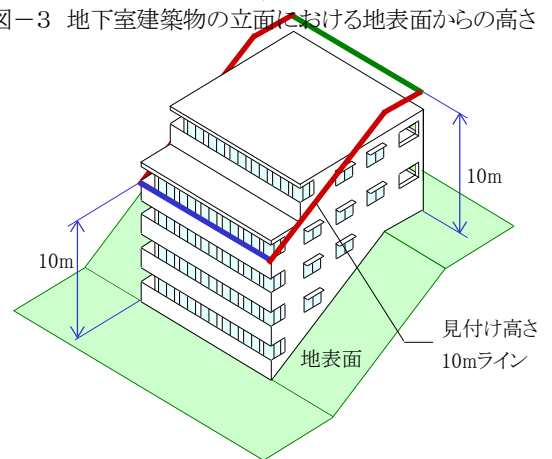 図－3 地下室建築物の立面における地表面からの高さ
10m
10m
見付け高さ
10mライン
地表面